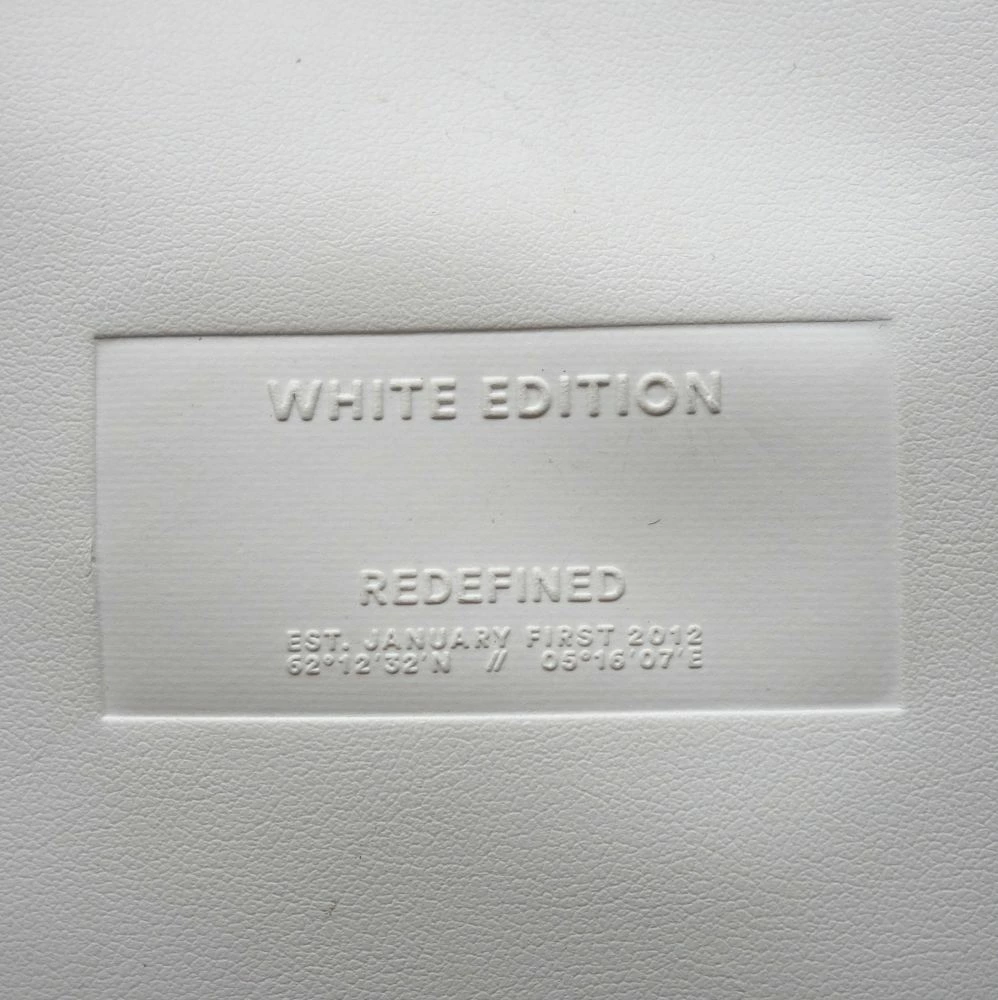 WHITE EDITION
REDEFINED
EST. JANUARY FIRST 2012
62°12'32'N // 05°16'07'E